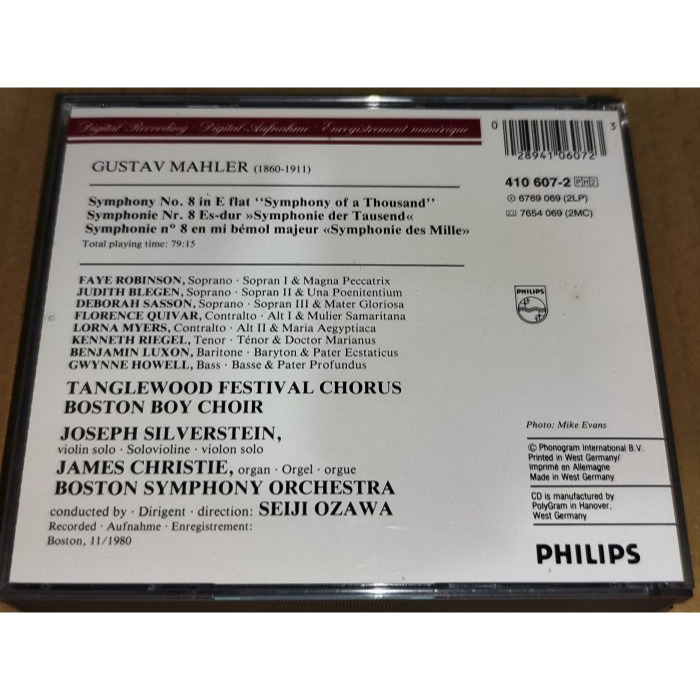 Digital Recording · Digital-Aufnahme · Enregistrement numérique
0 28941 06072 3
GUSTAV MAHLER (1860-1911)
410 607-2 PH2
6769 069 (2LP)
7654 069 (2MC)
Symphony No. 8 in E flat "Symphony of a Thousand"
Symphonie Nr. 8 Es-dur »Symphonie der Tausend«
Symphonie n° 8 en mi bémol majeur «Symphonie des Mille»
Total playing time: 79:15
FAYE ROBINSON, Soprano · Sopran I & Magna Peccatrix
JUDITH BLEGEN, Soprano · Sopran II & Una Poenitentium
DEBORAH SASSON, Soprano · Sopran III & Mater Gloriosa
FLORENCE QUIVAR, Contralto · Alt I & Mulier Samaritana
LORNA MYERS, Contralto · Alt II & Maria Aegyptiaca
KENNETH RIEGEL, Tenor · Ténor & Doctor Marianus
BENJAMIN LUXON, Baritone · Baryton & Pater Ecstaticus
GWYNNE HOWELL, Bass · Basse & Pater Profundus
PHILIPS
TANGLEWOOD FESTIVAL CHORUS
BOSTON BOY CHOIR
JOSEPH SILVERSTEIN,
violin solo · Solovioline · violon solo
JAMES CHRISTIE, organ · Orgel · orgue
BOSTON SYMPHONY ORCHESTRA
conducted by · Dirigent · direction: SEIJI OZAWA
Recorded · Aufnahme · Enregistrement:
Boston, 11/1980
Photo: Mike Evans
© Phonogram International B.V.
Printed in West Germany/
Imprimé en Allemagne
Made in West Germany
CD is manufactured by
PolyGram in Hanover,
West Germany
PHILIPS